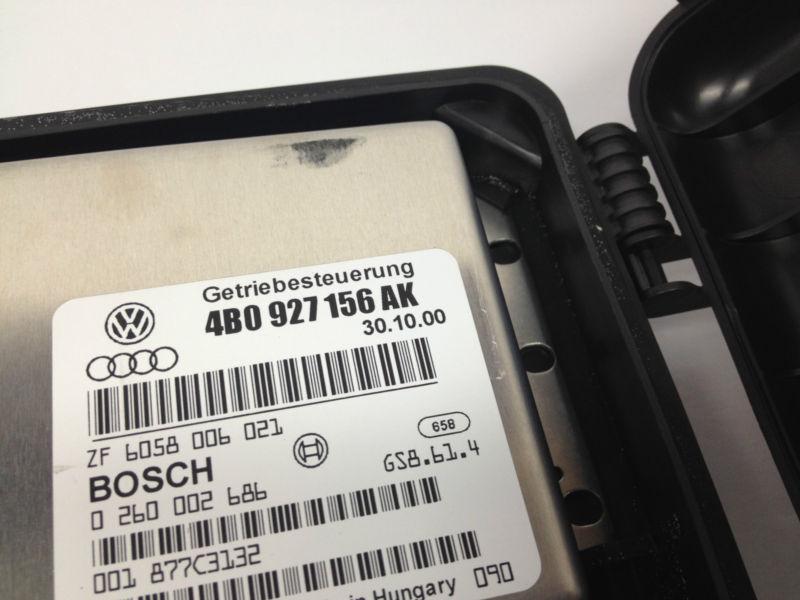 Getriebesteuerung
4B0 927 156 AK
30.10.00
ZF 6058 006 021
658
BOSCH
GS8.61.4
0 260 002 686
001 877C3132
in Hungary 090